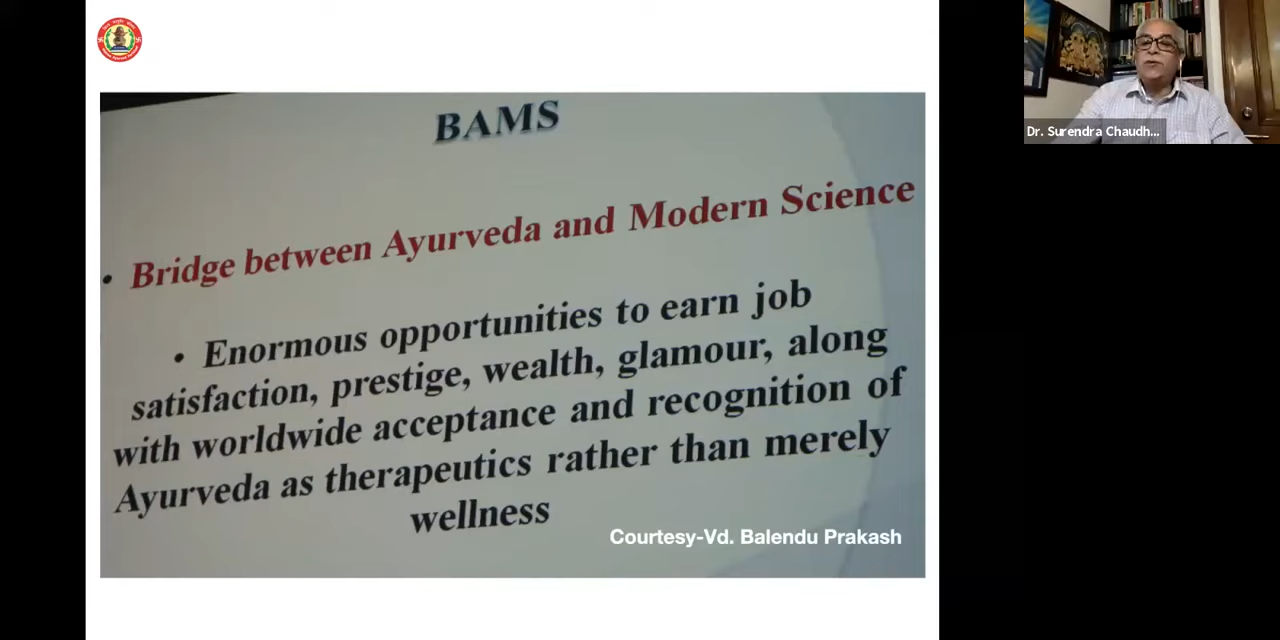 BAMS
• Bridge between Ayurveda and Modern Science
• Enormous opportunities to earn job
satisfaction, prestige, wealth, glamour, along
with worldwide acceptance and recognition of
Ayurveda as therapeutics rather than merely
wellness
Courtesy-Vd. Balendu Prakash
Dr. Surendra Chaudh...